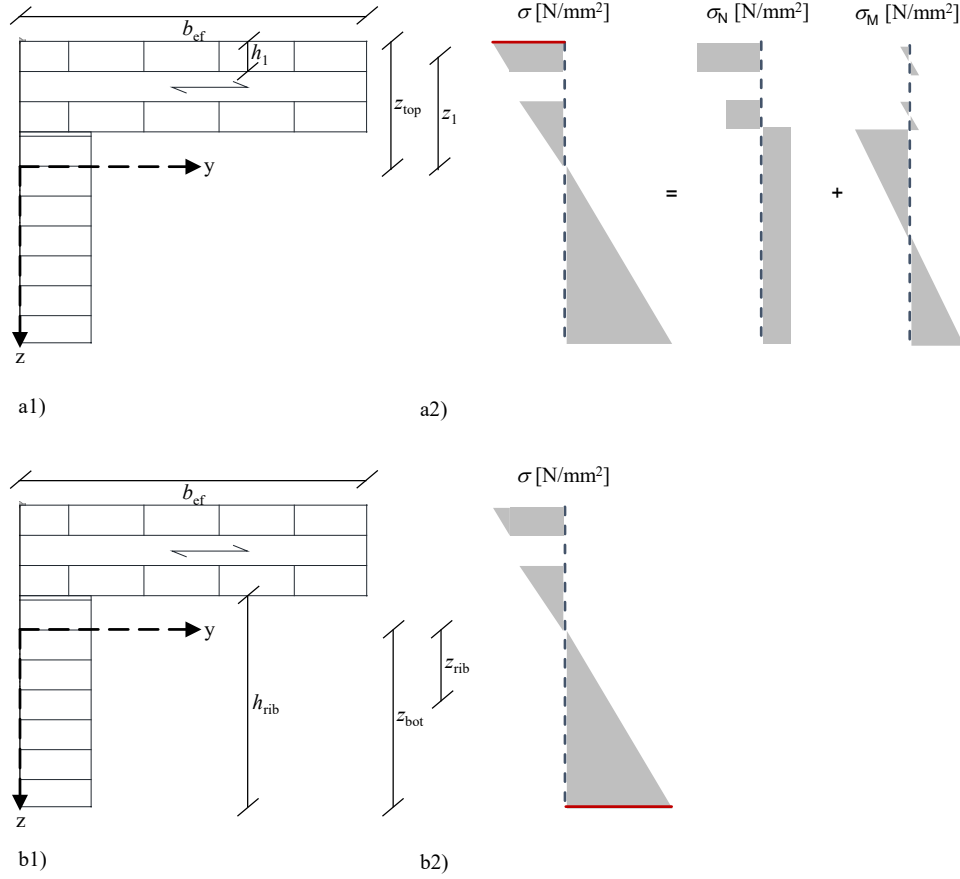 b_ef
h_1
z_top
z_1
y
z
a1)
σ [N/mm²]
σ_N [N/mm²]
σ_M [N/mm²]
=
+
a2)
b_ef
y
h_rib
z_bot
z_rib
z
b1)
σ [N/mm²]
b2)